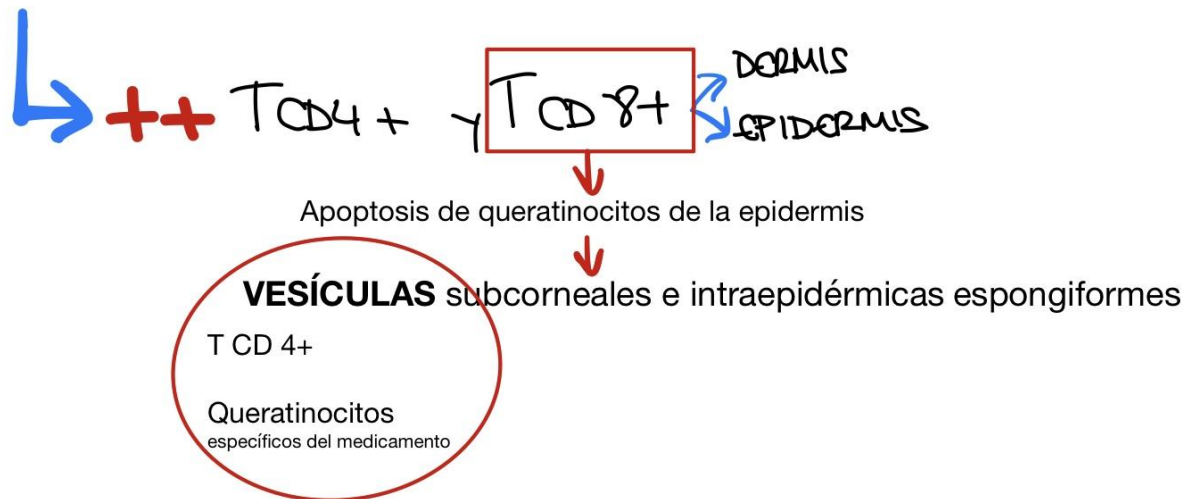 ++ TCD4+ y TCD8+
DERMIS
EPIDERMIS
Apoptosis de queratinocitos de la epidermis
VESÍCULAS subcorneales e intraepidérmicas espongiformes
T CD 4+
Queratinocitos
específicos del medicamento